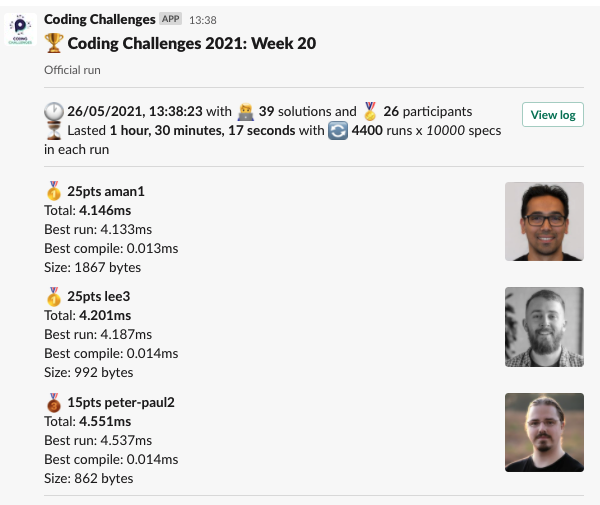 Coding Challenges APP 13:38
🏆 Coding Challenges 2021: Week 20
Official run
26/05/2021, 13:38:23 with 39 solutions and 26 participants
Lasted 1 hour, 30 minutes, 17 seconds with 4400 runs x 10000 specs
in each run
View log
25pts aman1
Total: 4.146ms
Best run: 4.133ms
Best compile: 0.013ms
Size: 1867 bytes
25pts lee3
Total: 4.201ms
Best run: 4.187ms
Best compile: 0.014ms
Size: 992 bytes
15pts peter-paul2
Total: 4.551ms
Best run: 4.537ms
Best compile: 0.014ms
Size: 862 bytes